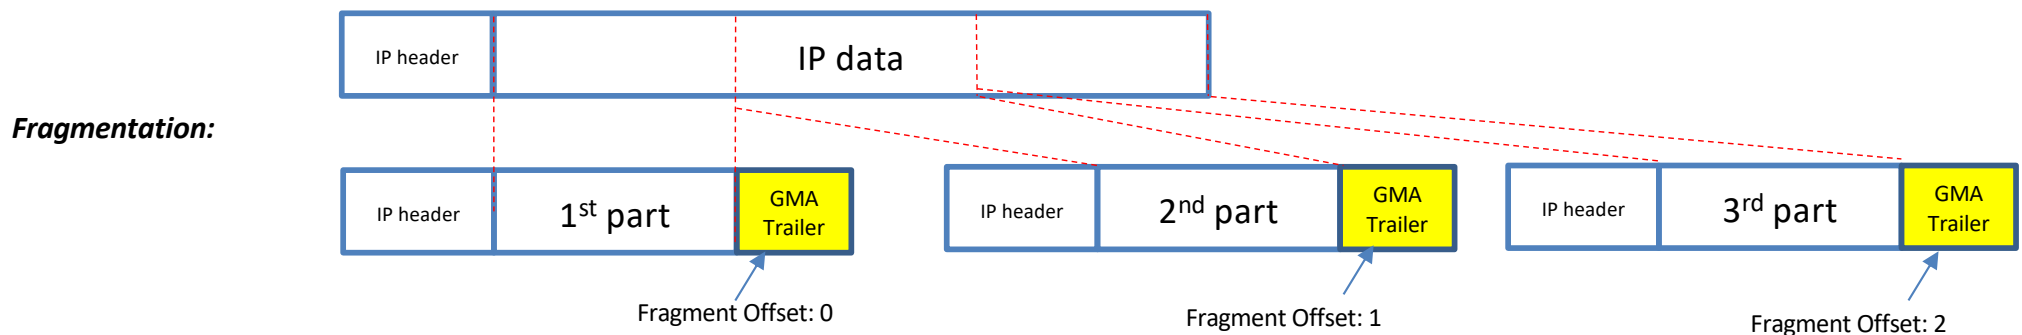 IP header
IP data
Fragmentation:
IP header
1st part
GMA
Trailer
IP header
2nd part
GMA
Trailer
IP header
3rd part
GMA
Trailer
Fragment Offset: 0
Fragment Offset: 1
Fragment Offset: 2